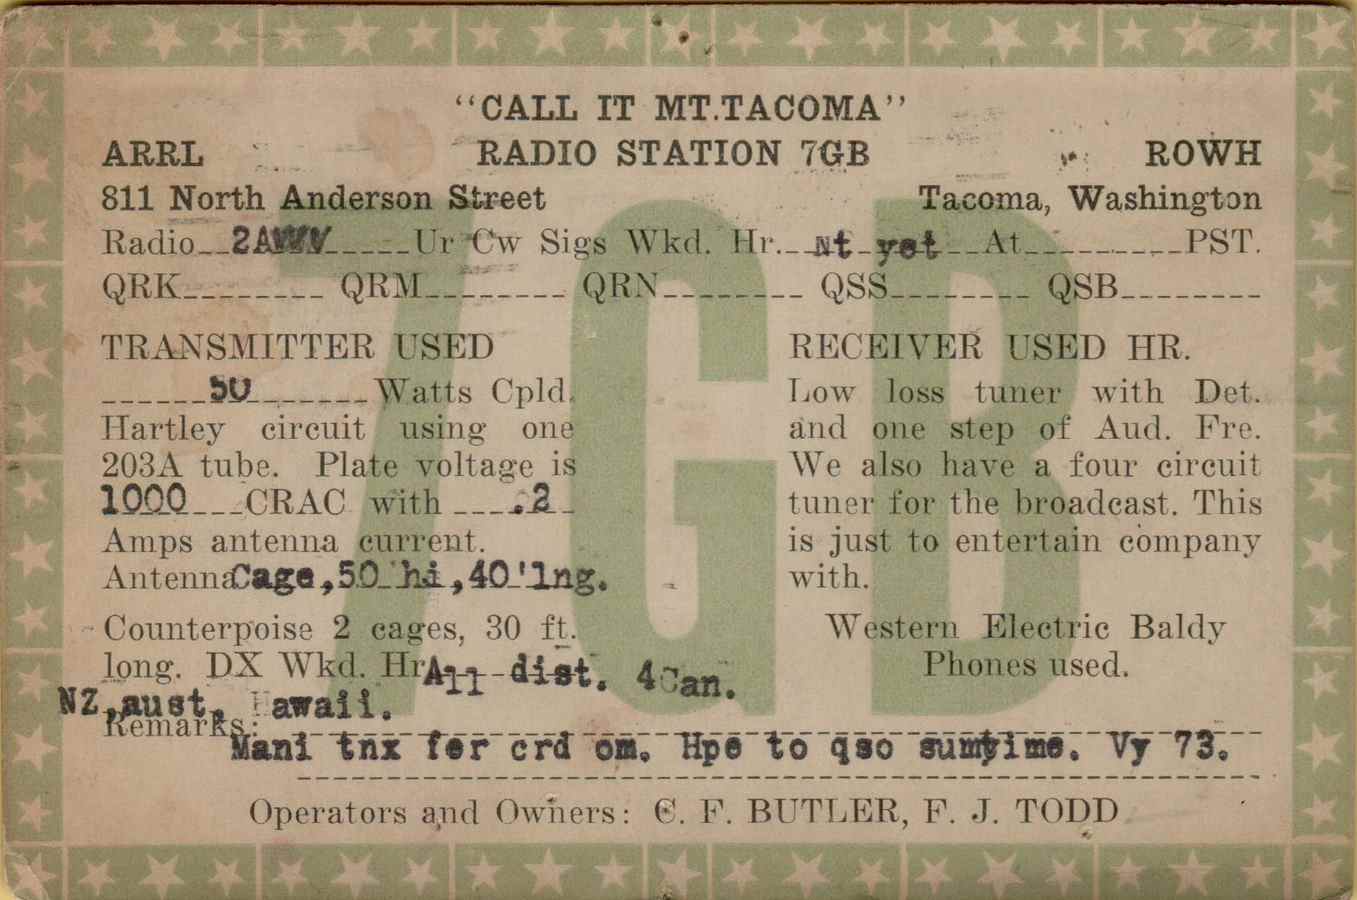 "CALL IT MT.TACOMA"
ARRL RADIO STATION 7GB ROWH
811 North Anderson Street Tacoma, Washington
Radio 2AWV Ur Cw Sigs Wkd. Hr. Nt yet At PST.
QRK QRM QRN QSS QSB
TRANSMITTER USED
50 Watts Cpld.
Hartley circuit using one
203A tube. Plate voltage is
1000 CRAC with .2
Amps antenna current.
Antenna Cage,50'hi,40'lng.
Counterpoise 2 cages, 30 ft.
long. DX Wkd. Hr All dist. 4Can.
NZ,aust, Hawaii.
RECEIVER USED HR.
Low loss tuner with Det.
and one step of Aud. Fre.
We also have a four circuit
tuner for the broadcast. This
is just to entertain company
with.
Western Electric Baldy
Phones used.
Remarks:
Mani tnx fer crd om. Hpe to qso sumtime. Vy 73.
Operators and Owners: C. F. BUTLER, F. J. TODD
7GB